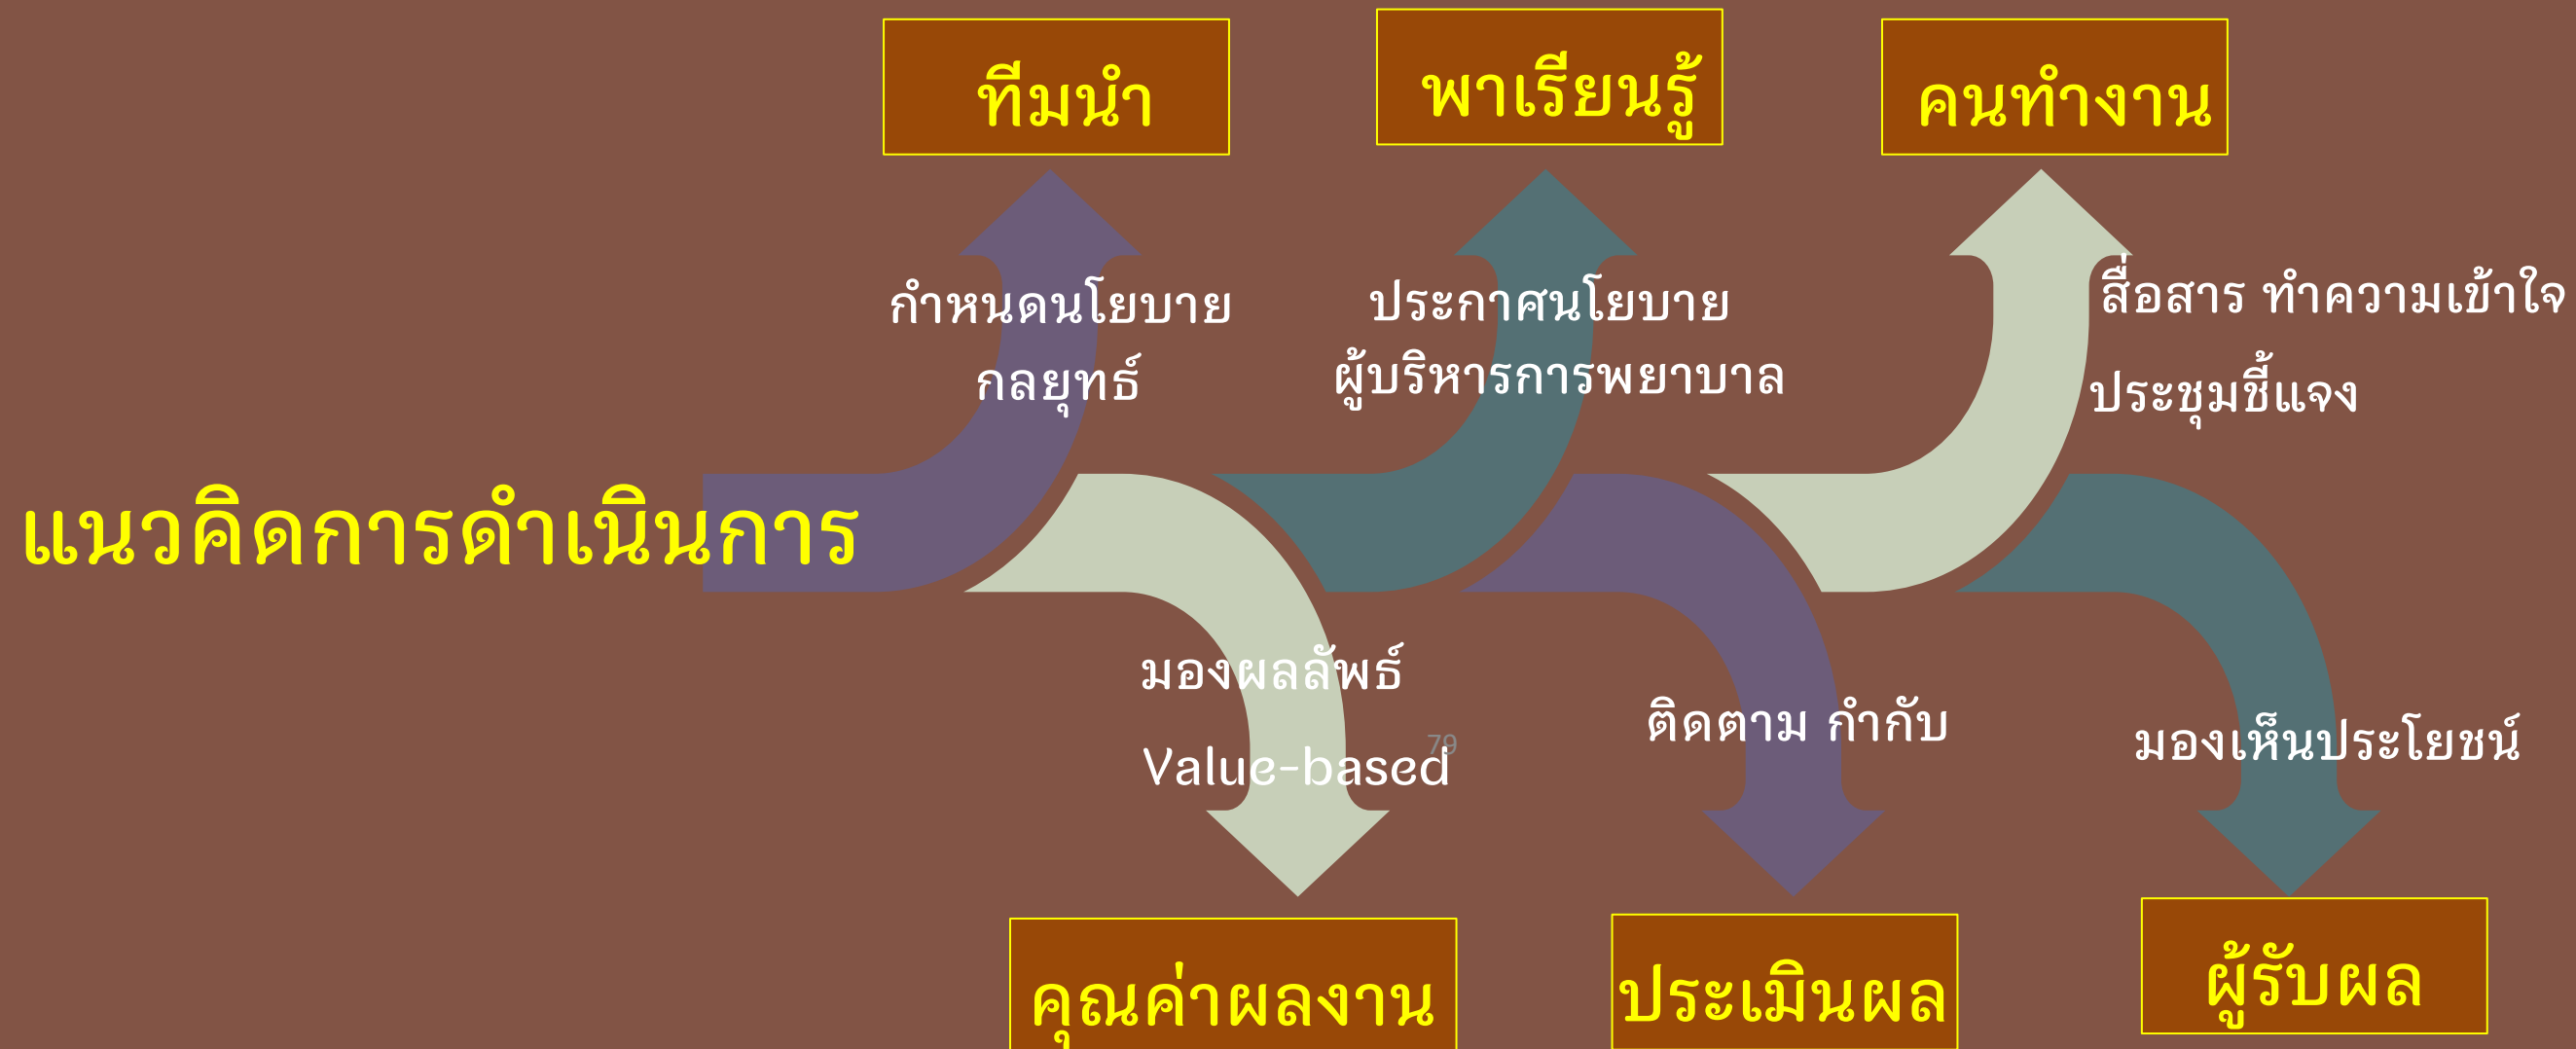 ทีมนำ
พาเรียนรู้
คนทำงาน
กำหนดนโยบาย
กลยุทธ์
ประกาศนโยบาย
ผู้บริหารการพยาบาล
สื่อสาร ทำความเข้าใจ
ประชุมชี้แจง
แนวคิดการดำเนินการ
มองผลลัพธ์
Value-based
79
ติดตาม กำกับ
มองเห็นประโยชน์
คุณค่าผลงาน
ประเมินผล
ผู้รับผล